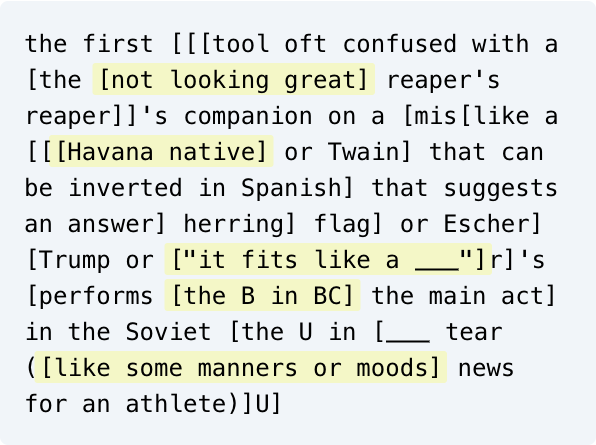 the first [[[tool oft confused with a
[the [not looking great] reaper's
reaper]]'s companion on a [mis[like a
[[[Havana native] or Twain] that can
be inverted in Spanish] that suggests
an answer] herring] flag] or Escher]
[Trump or ["it fits like a ___"]r]'s
[performs [the B in BC] the main act]
in the Soviet [the U in [___ tear
([like some manners or moods] news
for an athlete)]U]